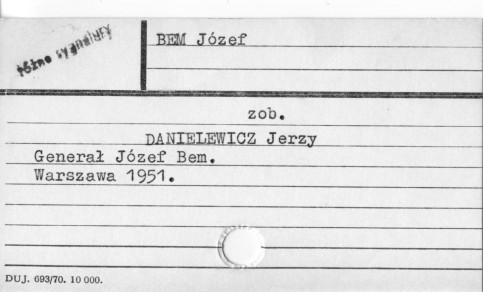 różne sygnatury
BEM Józef
zob.
DANIELEWICZ Jerzy
Generał Józef Bem.
Warszawa 1951.
DUJ. 693/70. 10 000.